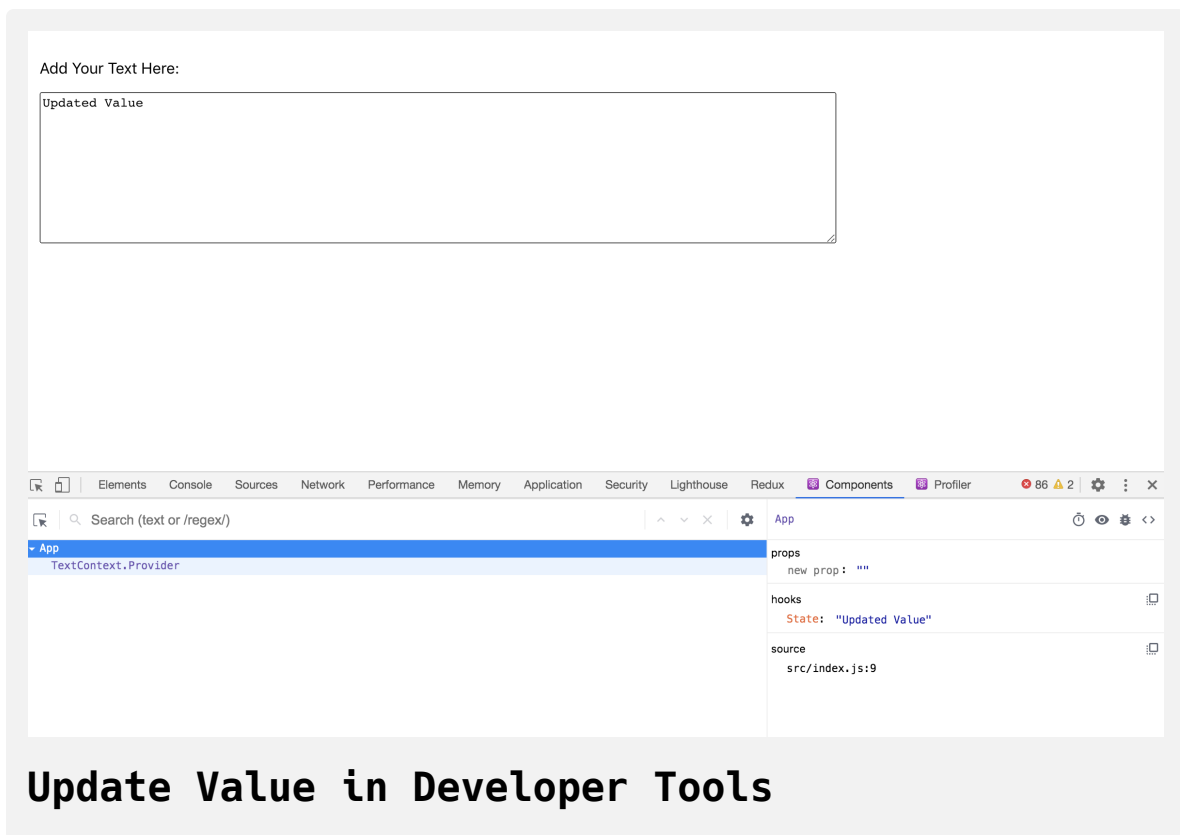 Add Your Text Here:
Updated Value
Elements Console Sources Network Performance Memory Application Security Lighthouse Redux Components Profiler 86 2
Search (text or /regex/)
App
App
TextContext.Provider
props
new prop: ""
hooks
State: "Updated Value"
source
src/index.js:9
Update Value in Developer Tools